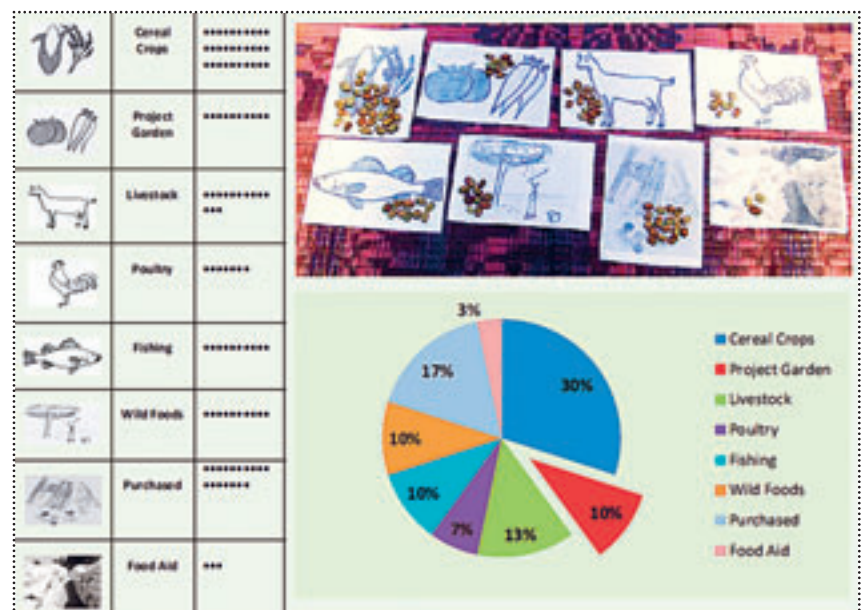 Cereal
Crops
Project
Garden
Livestock
Poultry
Fishing
Wild Foods
Purchased
Food Aid
3%
17%
30%
10%
10%
10%
7%
13%
Cereal Crops
Project Garden
Livestock
Poultry
Fishing
Wild Foods
Purchased
Food Aid